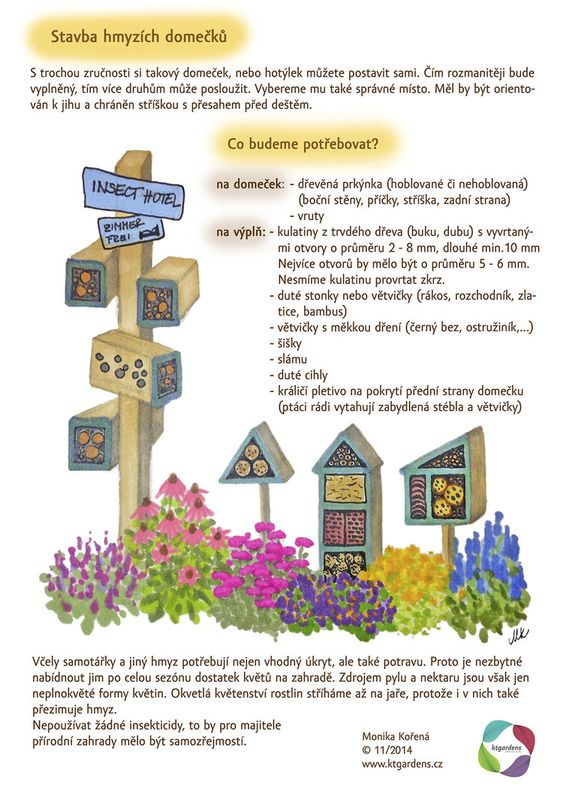 Stavba hmyzích domečků
S trochou zručnosti si takový domeček, nebo hotýlek můžete postavit sami. Čím rozmanitěji bude
vyplněný, tím více druhům může posloužit. Vybereme mu také správné místo. Měl by být oriento-
ván k jihu a chráněn stříškou s přesahem před deštěm.
Co budeme potřebovat?
na domeček: - dřevěná prkýnka (hoblované či nehoblovaná)
(boční stěny, příčky, stříška, zadní strana)
- vruty
na výplň: - kulatiny z trvdého dřeva (buku, dubu) s vyvrtaný-
mi otvory o průměru 2 - 8 mm, dlouhé min.10 mm
Nejvíce otvorů by mělo být o průměru 5 - 6 mm.
Nesmíme kulatinu provrtat zkrz.
- duté stonky nebo větvičky (rákos, rozchodník, zla-
tice, bambus)
- větvičky s měkkou dření (černý bez, ostružiník,...)
- šišky
- slámu
- duté cihly
- králičí pletivo na pokrytí přední strany domečku
(ptáci rádi vytahují zabydlená stébla a větvičky)
INSECT HOTEL
ZIMMER
FREI
MK
Včely samotářky a jiný hmyz potřebují nejen vhodný úkryt, ale také potravu. Proto je nezbytné
nabídnout jim po celou sezónu dostatek květů na zahradě. Zdrojem pylu a nektaru jsou však jen
neplnokvěté formy květin. Okvetlá květenství rostlin stříháme až na jaře, protože i v nich také
přezimuje hmyz.
Nepoužívat žádné insekticidy, to by pro majitele
přírodní zahrady mělo být samozřejmostí.
Monika Kořená
© 11/2014
www.ktgardens.cz
ktgardens